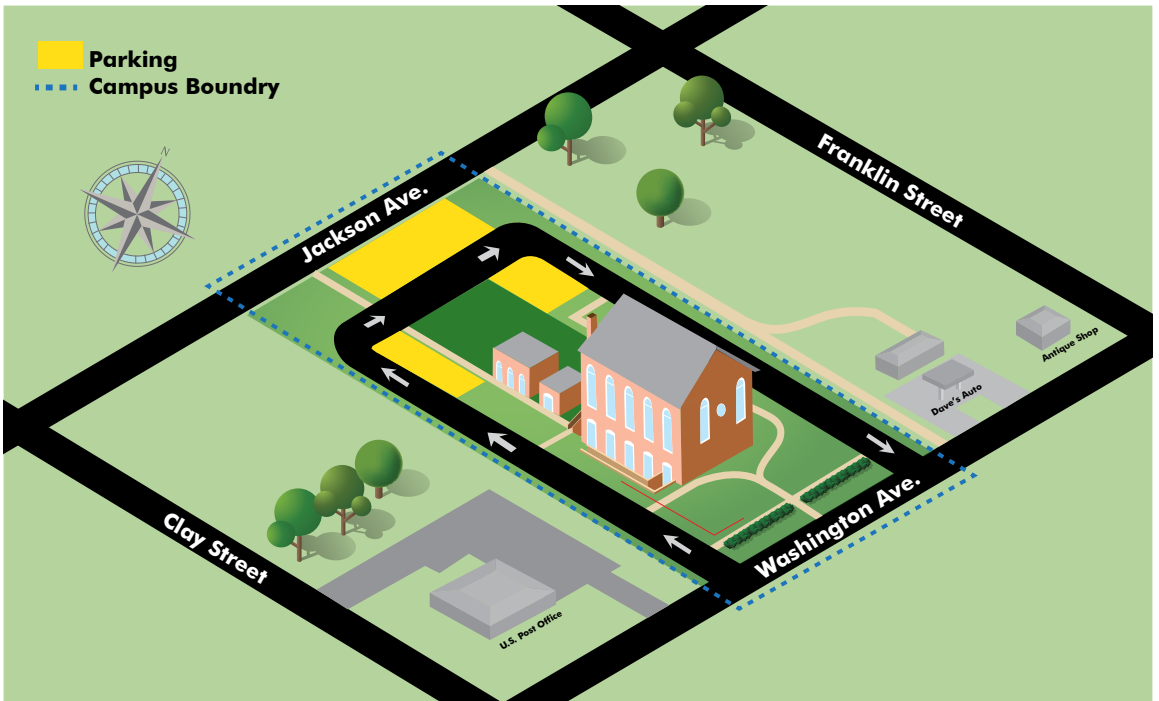 Parking
Campus Boundry
N
Jackson Ave.
Franklin Street
Antique Shop
Dave's Auto
Washington Ave.
Clay Street
U.S. Post Office